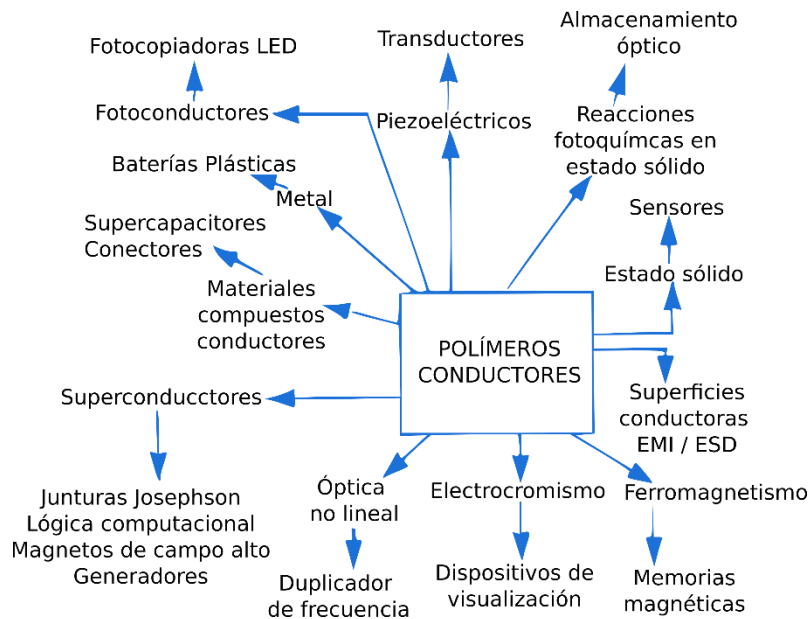 Fotocopiadoras LED
Fotoconductores
Transductores
Piezoeléctricos
Almacenamiento
óptico
Reacciones
fotoquímcas en
estado sólido
Baterías Plásticas
Metal
Supercapacitores
Conectores
Materiales
compuestos
conductores
Sensores
Estado sólido
POLÍMEROS
CONDUCTORES
Superficies
conductoras
EMI / ESD
Superconducctores
Junturas Josephson
Lógica computacional
Magnetos de campo alto
Generadores
Óptica
no lineal
Duplicador
de frecuencia
Electrocromismo
Dispositivos de
visualización
Ferromagnetismo
Memorias
magnéticas